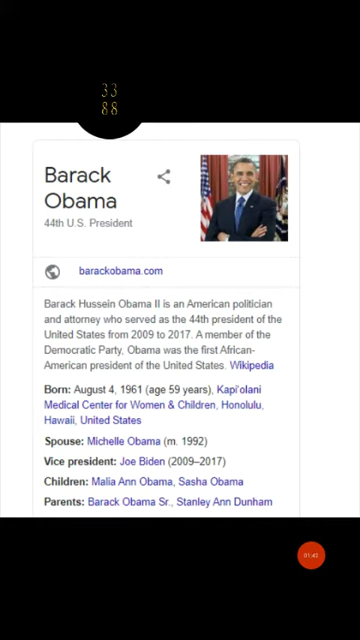 33
88
Barack
Obama
44th U.S. President
barackobama.com
Barack Hussein Obama II is an American politician
and attorney who served as the 44th president of the
United States from 2009 to 2017. A member of the
Democratic Party, Obama was the first African-
American president of the United States. Wikipedia
Born: August 4, 1961 (age 59 years), Kapi'olani
Medical Center for Women & Children, Honolulu,
Hawaii, United States
Spouse: Michelle Obama (m. 1992)
Vice president: Joe Biden (2009–2017)
Children: Malia Ann Obama, Sasha Obama
Parents: Barack Obama Sr., Stanley Ann Dunham
01:42